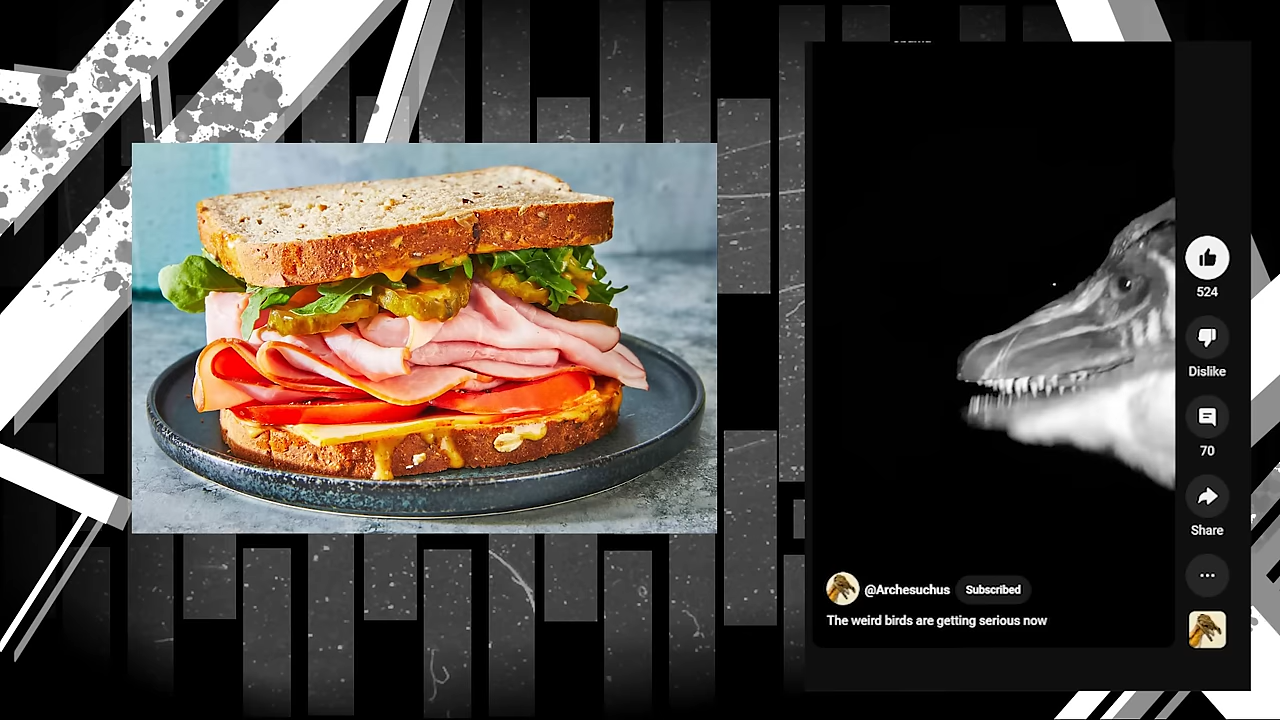 524
Dislike
70
Share
@Archesuchus Subscribed
The weird birds are getting serious now